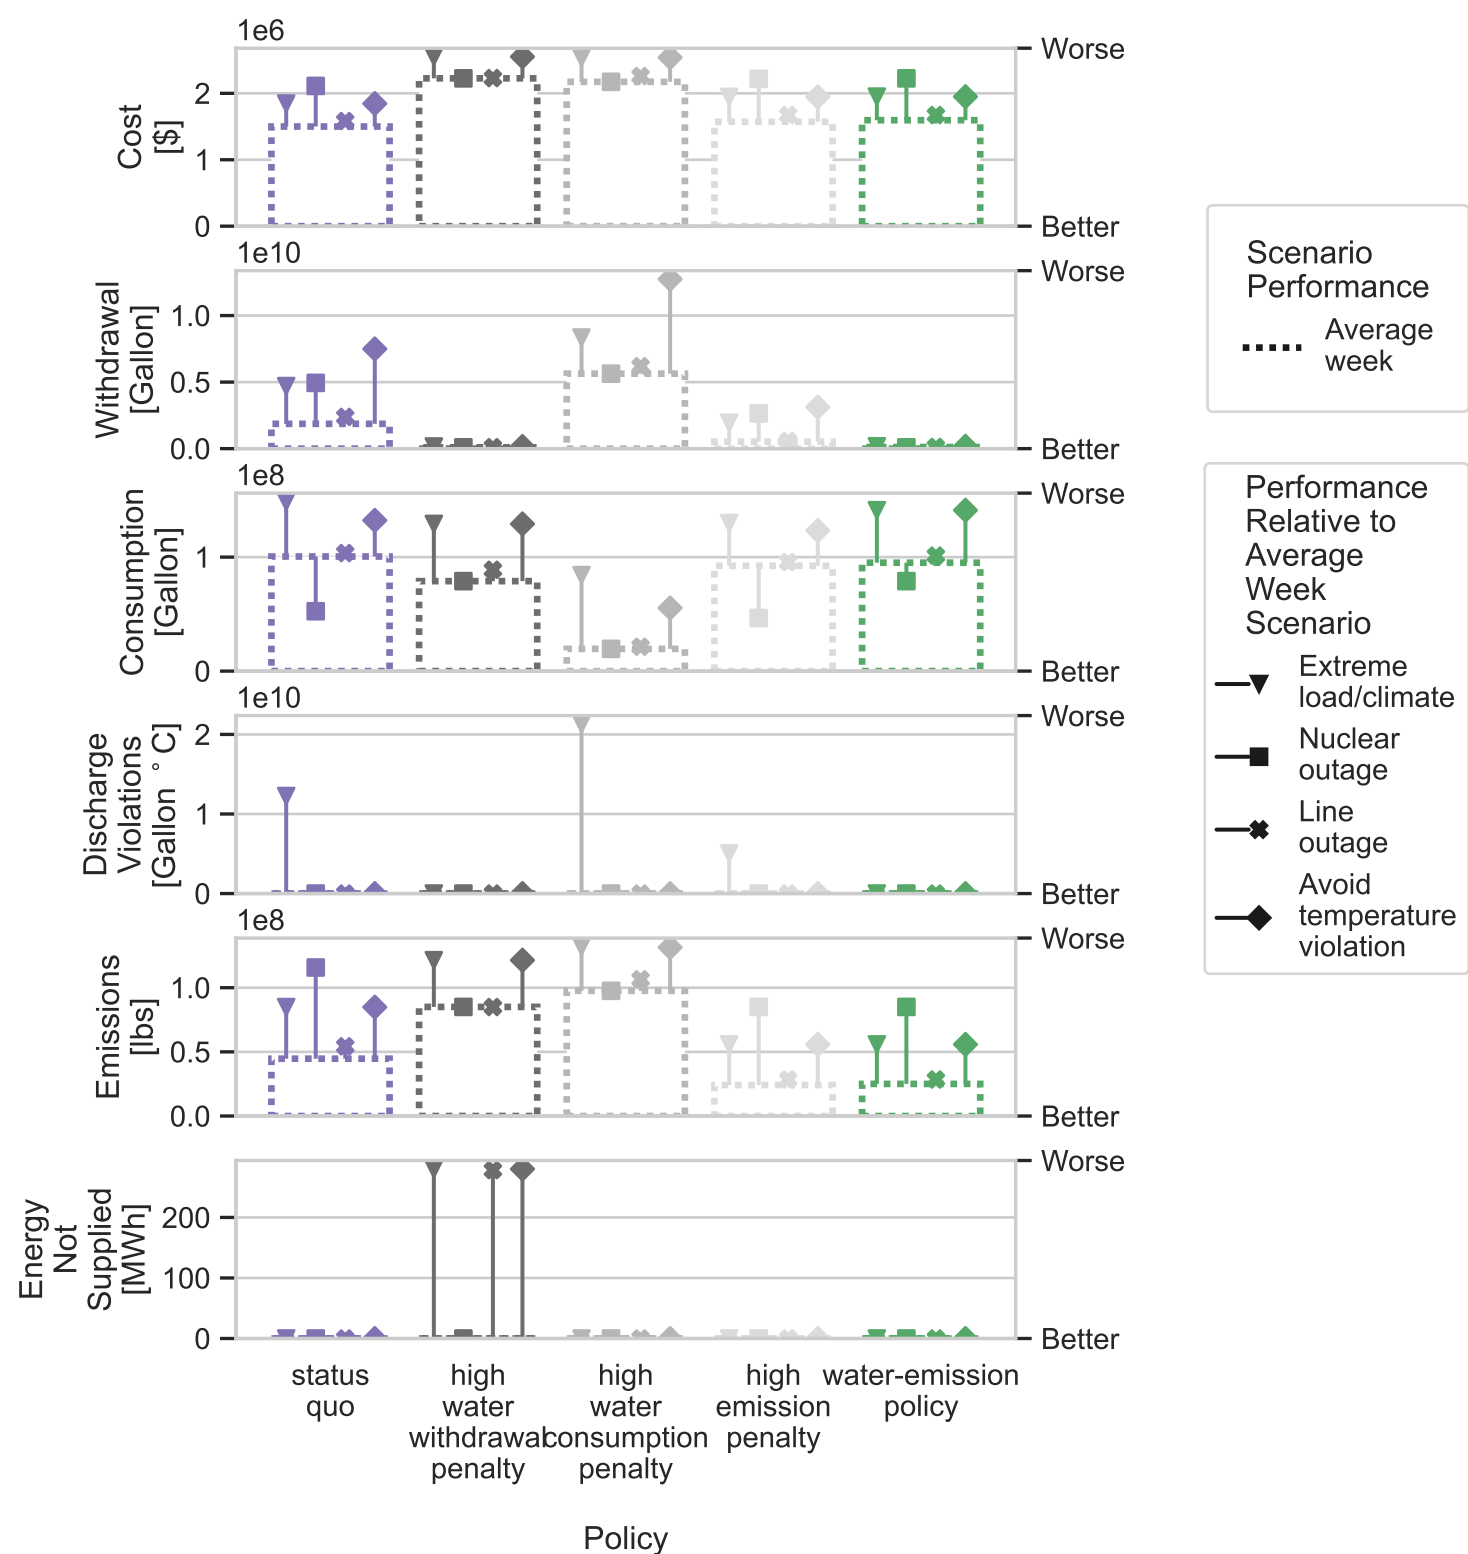 1e6
Cost
[$]
2
1
0
Worse
Better
1e10
Withdrawal
[Gallon]
1.0
0.5
0.0
Worse
Better
1e8
Consumption
[Gallon]
1
0
Worse
Better
1e10
Discharge
Violations
[Gallon ° C]
2
1
0
Worse
Better
1e8
Emissions
[lbs]
1.0
0.5
0.0
Worse
Better
Energy
Not
Supplied
[MWh]
200
100
0
Worse
Better
status
quo
high
water
withdrawal
penalty
high
water
consumption
penalty
high
emission
penalty
water-emission
policy
Policy
Scenario
Performance
Average
week
Performance
Relative to
Average
Week
Scenario
Extreme
load/climate
Nuclear
outage
Line
outage
Avoid
temperature
violation